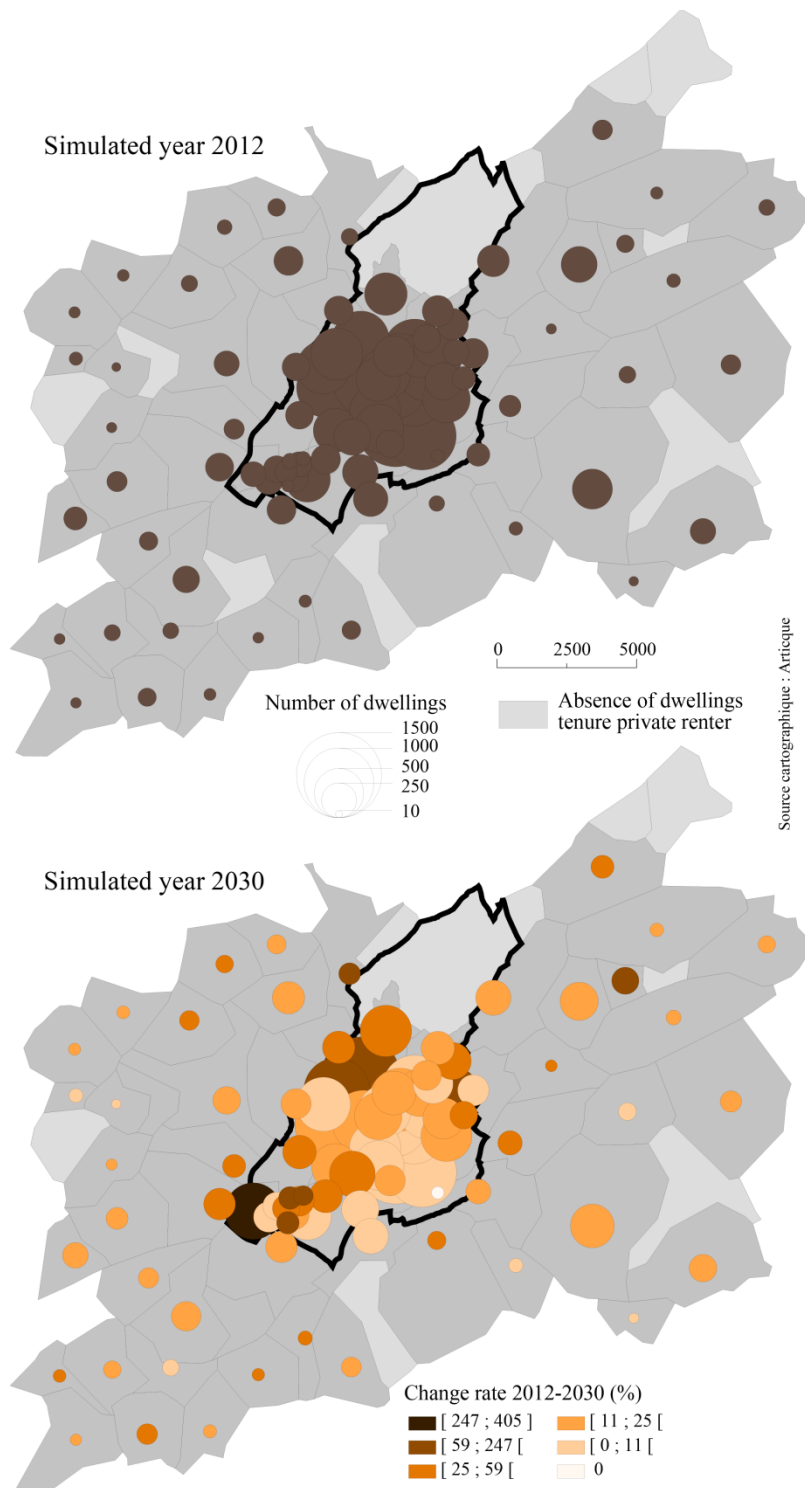 Simulated year 2012
0 2500 5000
Number of dwellings
1500
1000
500
250
10
Absence of dwellings
tenure private renter
Source cartographique : Articque
Simulated year 2030
Change rate 2012-2030 (%)
[ 247 ; 405 ]
[ 59 ; 247 [
[ 25 ; 59 [
[ 11 ; 25 [
[ 0 ; 11 [
0